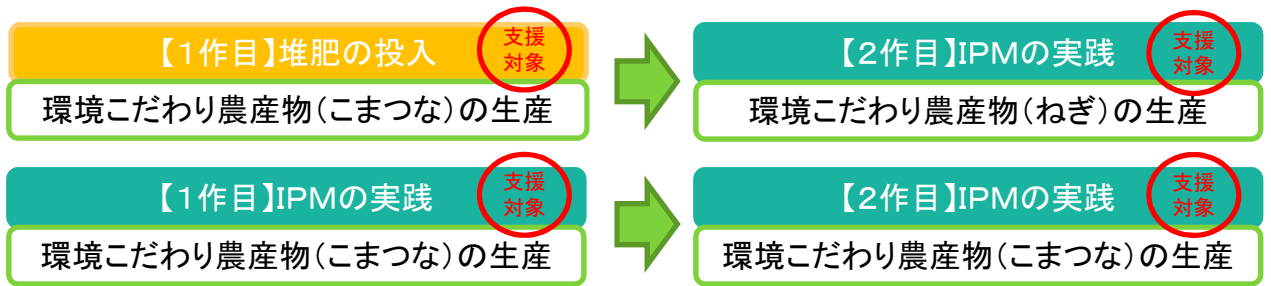 【1作目】堆肥の投入
支援
対象
環境こだわり農産物(こまつな)の生産
【2作目】IPMの実践
支援
対象
環境こだわり農産物(ねぎ)の生産
【1作目】IPMの実践
支援
対象
環境こだわり農産物(こまつな)の生産
【2作目】IPMの実践
支援
対象
環境こだわり農産物(こまつな)の生産